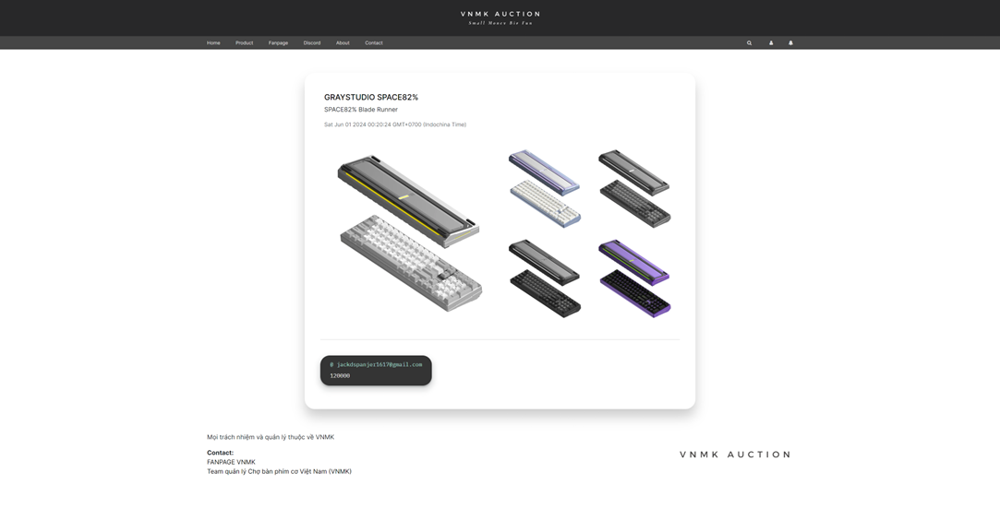 VNMK AUCTION
Small Money Big Fun
Home Product Fanpage Discord About Contact
GRAYSTUDIO SPACE82%
SPACE82% Blade Runner
Sat Jun 01 2024 00:20:24 GMT+0700 (Indochina Time)
@ jackdspanjer1617@gmail.com
120000
Mọi trách nhiệm và quản lý thuộc về VNMK
Contact:
FANPAGE VNMK
Team quản lý Chợ bàn phím cơ Việt Nam (VNMK)
VNMK AUCTION